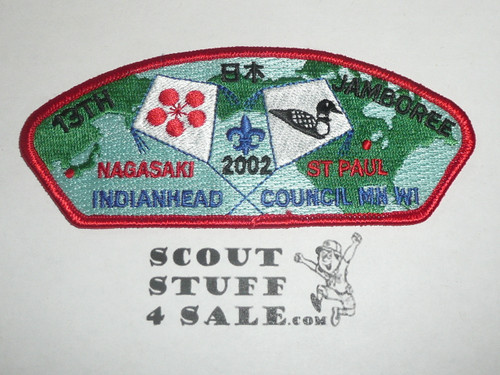 日本
13TH JAMBOREE
2002
NAGASAKI ST PAUL
INDIANHEAD COUNCIL MN WI
SCOUT
STUFF
4 SALE.COM